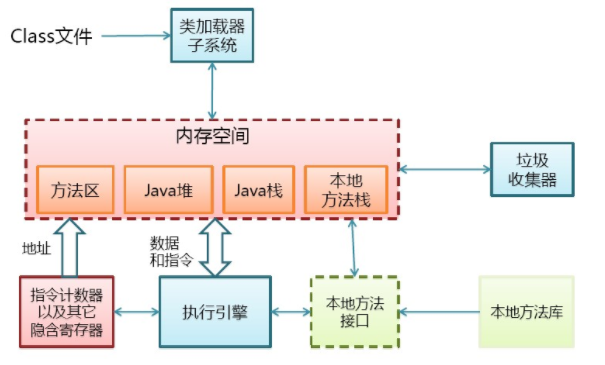 Class文件
类加载器
子系统
内存空间
方法区
Java堆
Java栈
本地
方法栈
垃圾
收集器
地址
数据
和指令
指令计数器
以及其它
隐含寄存器
执行引擎
本地方法
接口
本地方法库